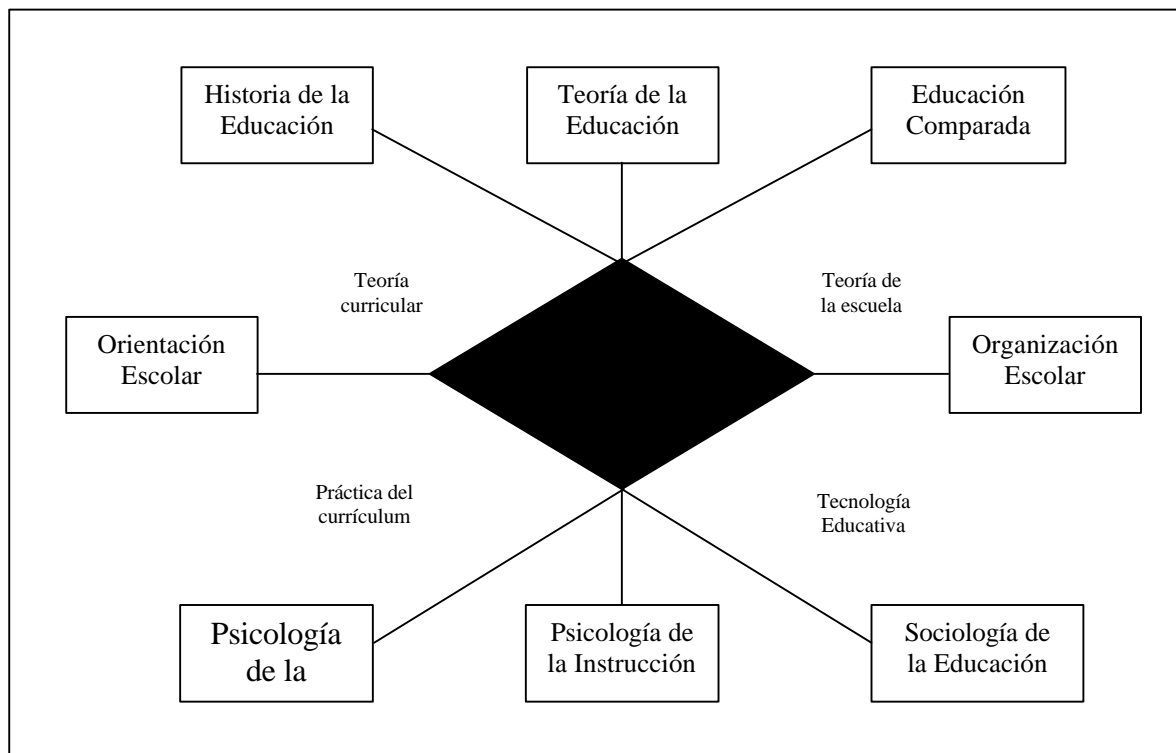 Historia de la
Educación
Teoría de la
Educación
Educación
Comparada
Teoría
curricular
Teoría de
la escuela
Orientación
Escolar
Organización
Escolar
Práctica del
currículum
Tecnología
Educativa
Psicología
de la
Psicología de
la Instrucción
Sociología de
la Educación